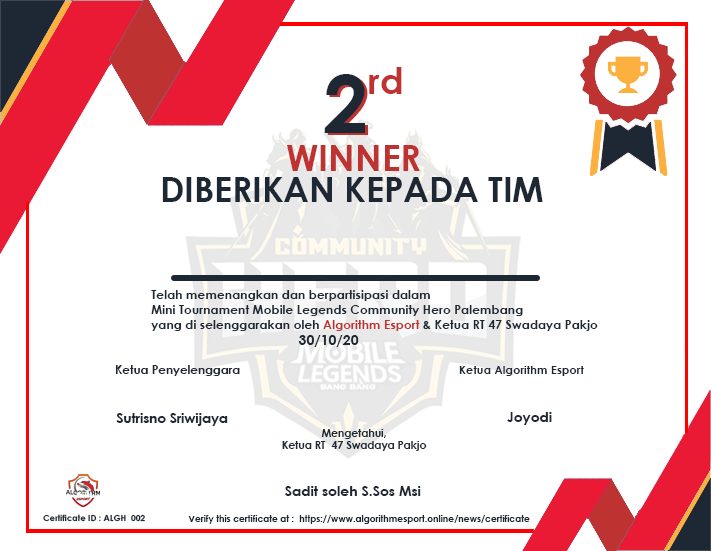 2rd
WINNER
DIBERIKAN KEPADA TIM
COMMUNITY
HERO
Telah memenangkan dan berpartisipasi dalam
Mini Tournament Mobile Legends Community Hero Palembang
yang di selenggarakan oleh Algorithm Esport & Ketua RT 47 Swadaya Pakjo
30/10/20
MOBILE
LEGENDS
BANG BANG
Ketua Penyelenggara
Ketua Algorithm Esport
Sutrisno Sriwijaya
Joyodi
Mengetahui,
Ketua RT 47 Swadaya Pakjo
Sadit soleh S.Sos Msi
ALGORITHM
ESPORT
Certificate ID : ALGH 002
Verify this certificate at : https://www.algorithmesport.online/news/certificate